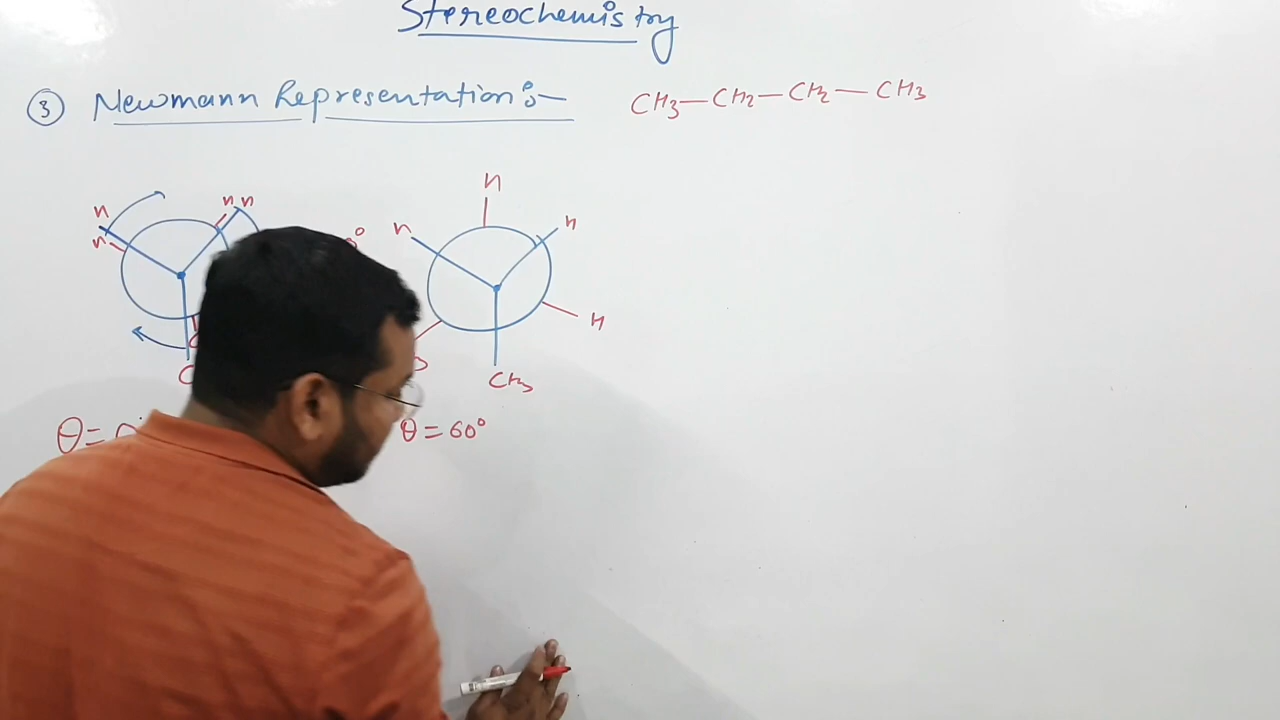 Stereochemistry
③ Newmann Representation :-
CH3-CH2-CH2-CH3
H
H
H
H
H
H
H
H
CH3
θ =
θ = 60°